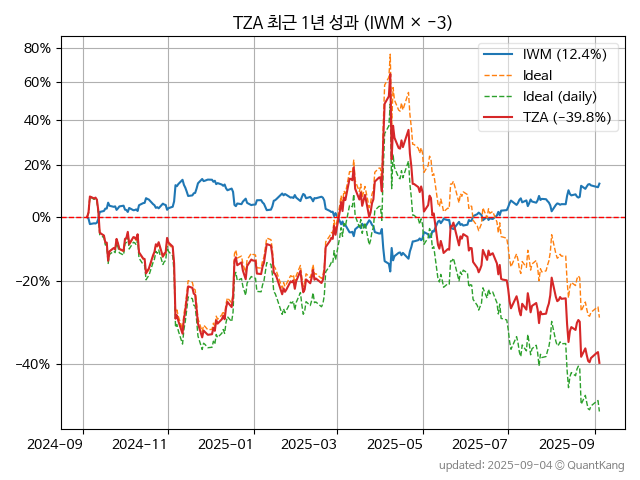 TZA 최근 1년 성과 (IWM × −3)
80%
60%
40%
20%
0%
−20%
−40%
IWM (12.4%)
Ideal
Ideal (daily)
TZA (−39.8%)
2024-09 2024-11 2025-01 2025-03 2025-05 2025-07 2025-09
updated: 2025-09-04 © QuantKang